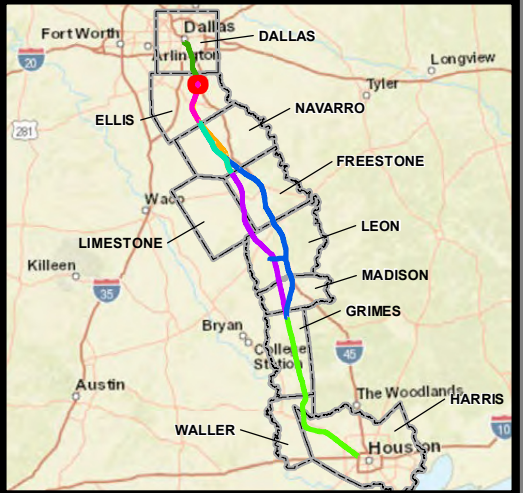 Dallas
Fort Worth
DALLAS
Arlington
20
Longview
Tyler
NAVARRO
ELLIS
281
FREESTONE
Waco
LEON
LIMESTONE
Killeen
MADISON
35
GRIMES
Bryan
College
Station
45
Austin
The Woodlands
HARRIS
WALLER
10
Houston